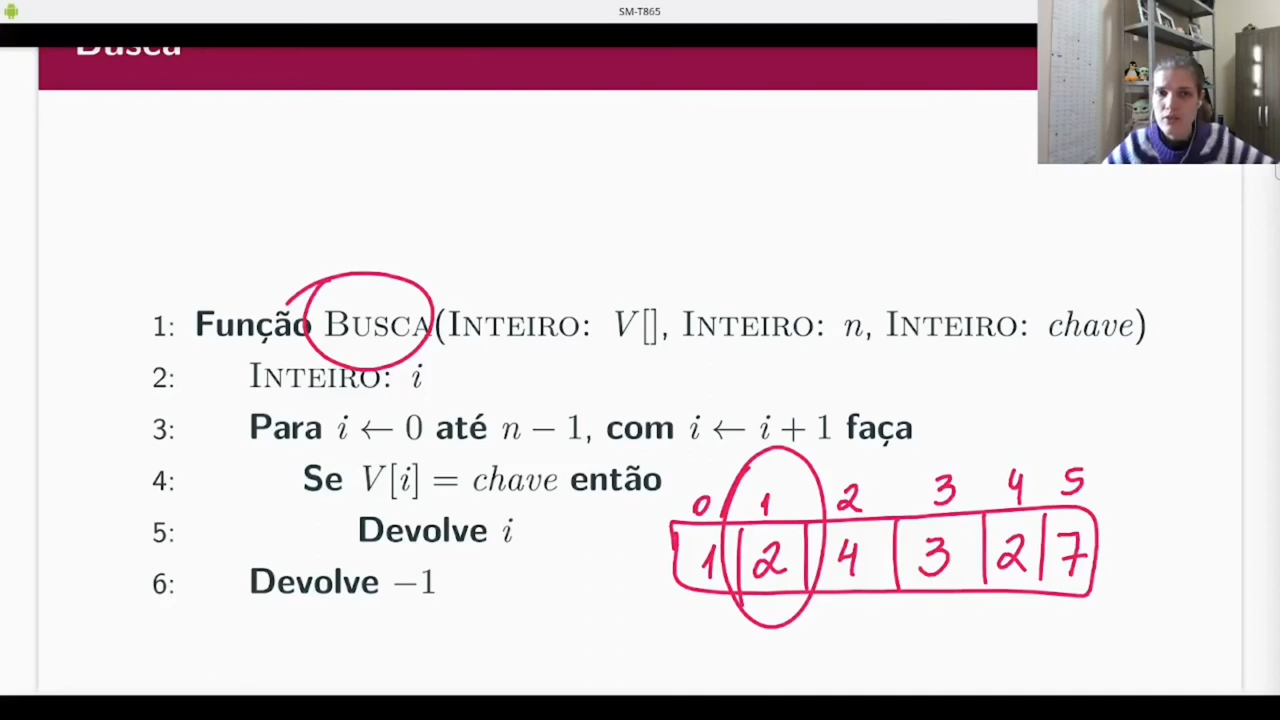 SM-T865
Busca
1: Função BUSCA(INTEIRO: V[], INTEIRO: n, INTEIRO: chave)
2: INTEIRO: i
3: Para i ← 0 até n − 1, com i ← i + 1 faça
4: Se V[i] = chave então
5: Devolve i
6: Devolve −1
0 1 2 3 4 5
1 2 4 3 2 7